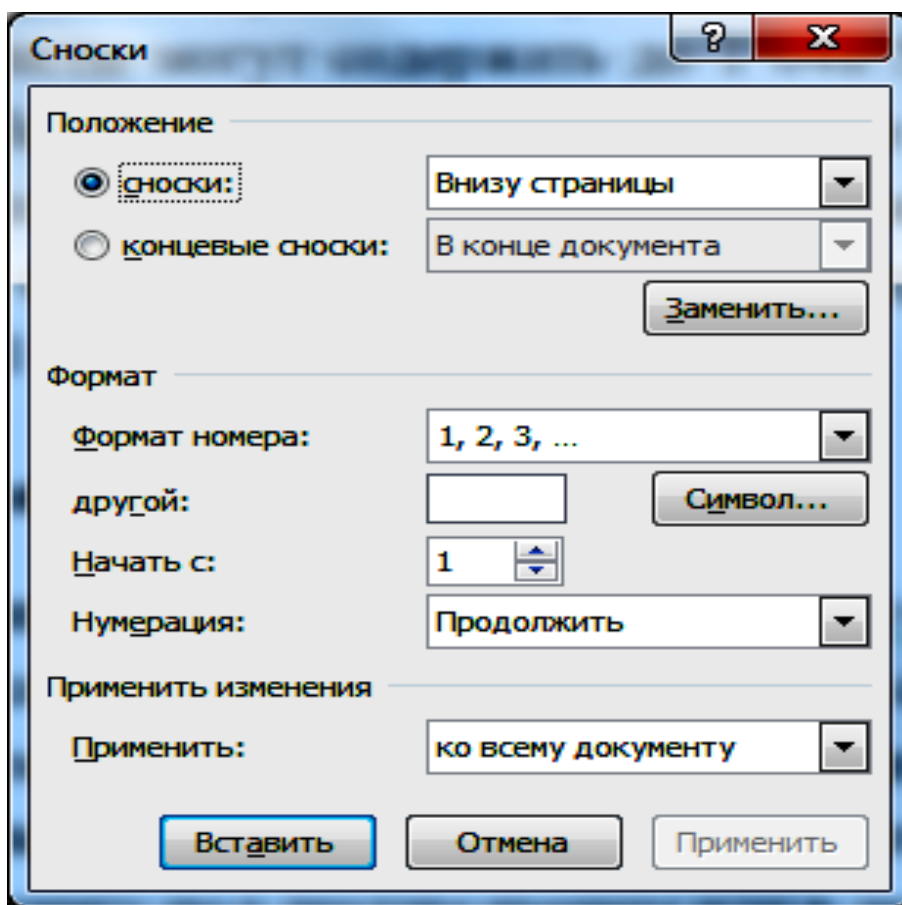 Сноски
Положение
сноски: Внизу страницы
концевые сноски: В конце документа
Заменить...
Формат
Формат номера: 1, 2, 3, ...
другой: Символ...
Начать с: 1
Нумерация: Продолжить
Применить изменения
Применить: ко всему документу
Вставить Отмена Применить